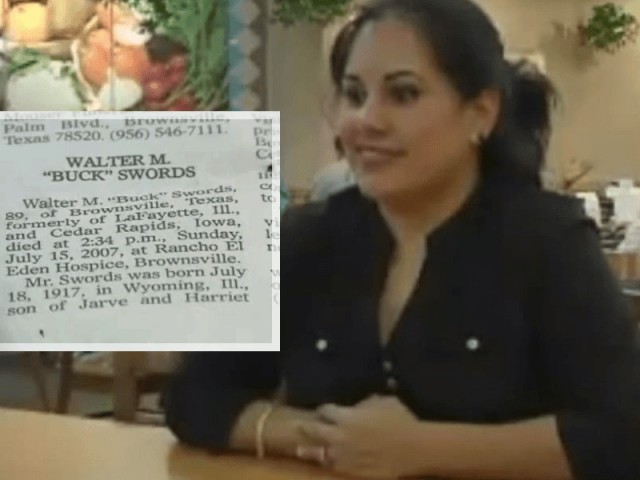 Palm Blvd., Brownsville,
Texas 78520. (956) 546-7111.
WALTER M.
“BUCK” SWORDS
Walter M. “Buck” Swords,
89, of Brownsville, Texas,
formerly of LaFayette, Ill.,
and Cedar Rapids, Iowa,
died at 2:34 p.m., Sunday,
July 15, 2007, at Rancho El
Eden Hospice, Brownsville.
Mr. Swords was born July
18, 1917, in Wyoming, Ill.,
son of Jarve and Harriet